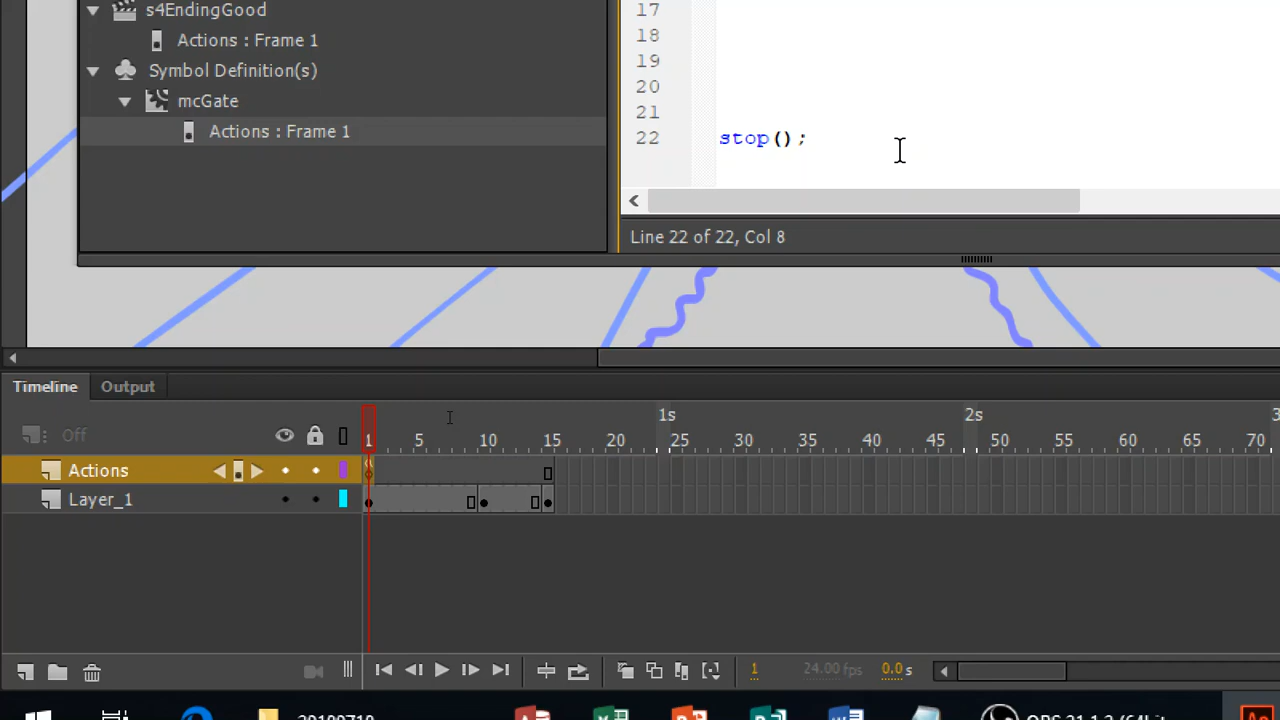 s4EndingGood
Actions : Frame 1
Symbol Definition(s)
mcGate
Actions : Frame 1
17
18
19
20
21
22 stop();
Line 22 of 22, Col 8
Timeline Output
Off
1s 2s 3
1 5 10 15 20 25 30 35 40 45 50 55 60 65 70
Actions
Layer_1
1 24.00 fps 0.0 s
20180710